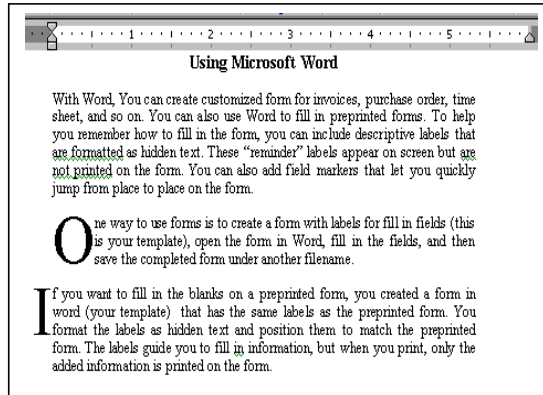 1 2 3 4 5
Using Microsoft Word
With Word, You can create customized form for invoices, purchase order, time
sheet, and so on. You can also use Word to fill in preprinted forms. To help
you remember how to fill in the form, you can include descriptive labels that
are formatted as hidden text. These “reminder” labels appear on screen but are
not printed on the form. You can also add field markers that let you quickly
jump from place to place on the form.
One way to use forms is to create a form with labels for fill in fields (this
is your template), open the form in Word, fill in the fields, and then
save the completed form under another filename.
If you want to fill in the blanks on a preprinted form, you created a form in
word (your template) that has the same labels as the preprinted form. You
format the labels as hidden text and position them to match the preprinted
form. The labels guide you to fill in information, but when you print, only the
added information is printed on the form.